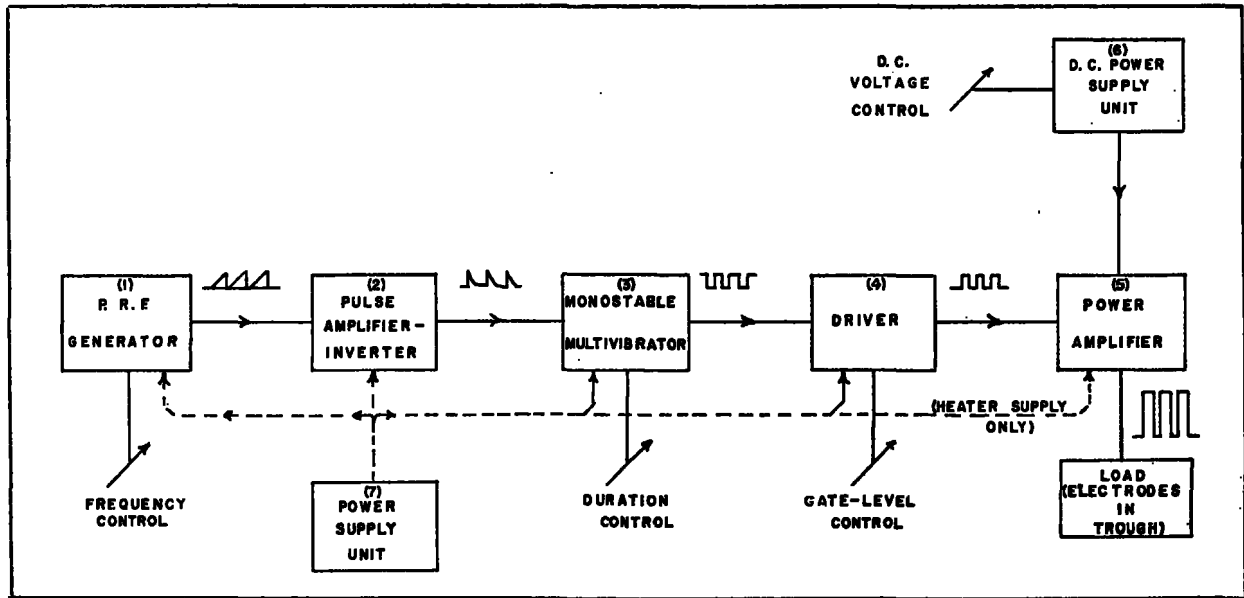 (6)
D. C. POWER
SUPPLY
UNIT
D. C.
VOLTAGE
CONTROL
(1)
P. R. F
GENERATOR
(2)
PULSE
AMPLIFIER-
INVERTER
(3)
MONOSTABLE
MULTIVIBRATOR
(4)
DRIVER
(5)
POWER
AMPLIFIER
(HEATER SUPPLY
ONLY)
FREQUENCY
CONTROL
(7)
POWER
SUPPLY
UNIT
DURATION
CONTROL
GATE-LEVEL
CONTROL
LOAD
(ELECTRODES
IN
TROUGH)